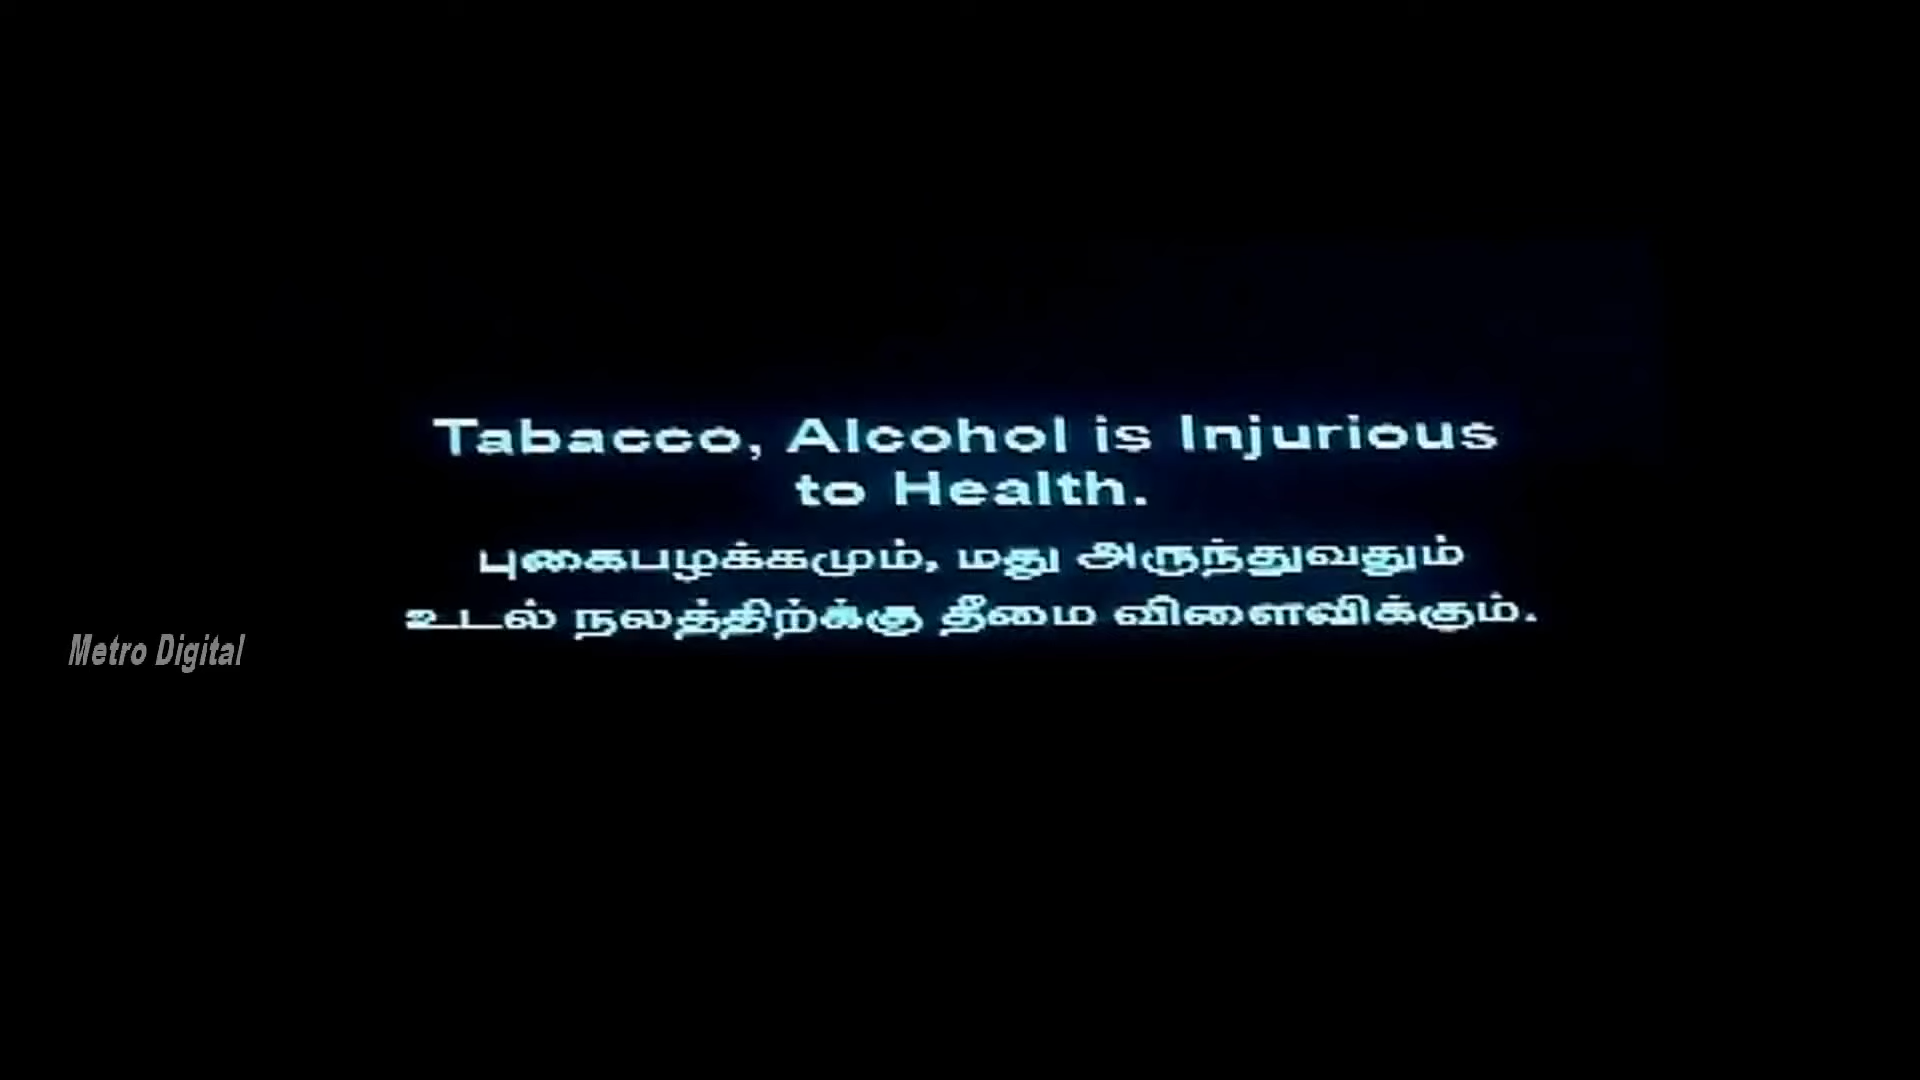 Tabacco, Alcohol is Injurious
to Health.
புகைபழக்கமும், மது அருந்துவதும்
உடல் நலத்திற்க்கு தீமை விளைவிக்கும்.
Metro Digital